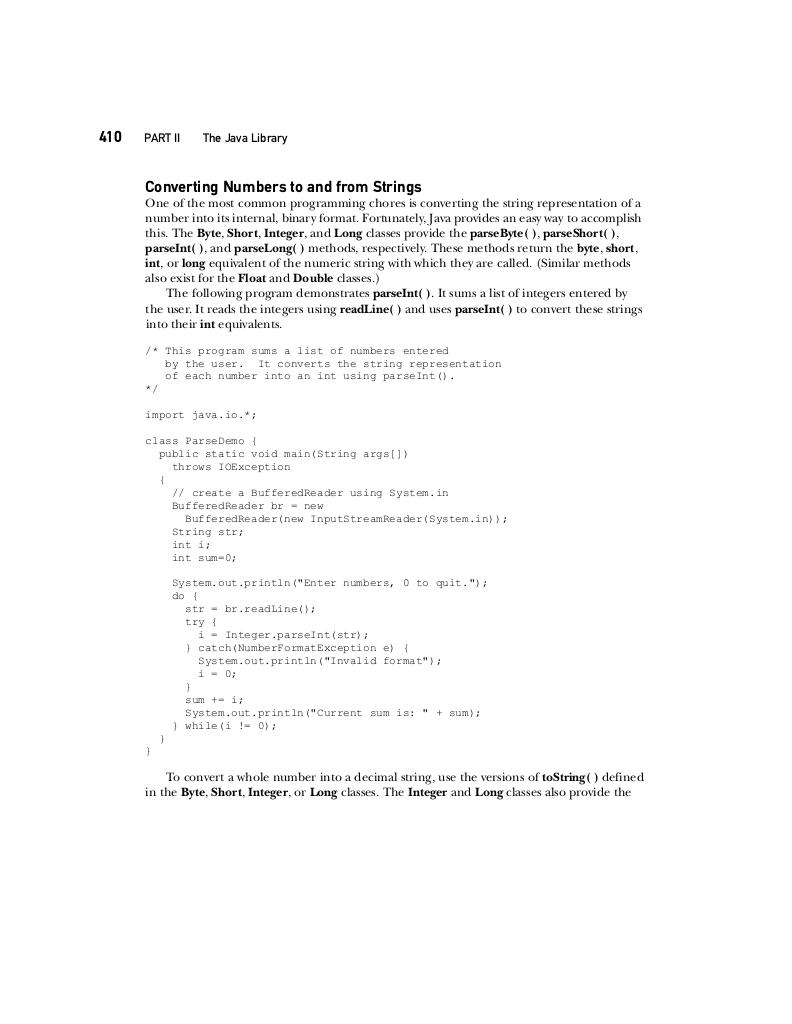 410 PART II The Java Library
Converting Numbers to and from Strings
One of the most common programming chores is converting the string representation of a
number into its internal, binary format. Fortunately, Java provides an easy way to accomplish
this. The Byte, Short, Integer, and Long classes provide the parseByte( ), parseShort( ),
parseInt( ), and parseLong( ) methods, respectively. These methods return the byte, short,
int, or long equivalent of the numeric string with which they are called. (Similar methods
also exist for the Float and Double classes.)
The following program demonstrates parseInt( ). It sums a list of integers entered by
the user. It reads the integers using readLine( ) and uses parseInt( ) to convert these strings
into their int equivalents.
/* This program sums a list of numbers entered
   by the user.  It converts the string representation
   of each number into an int using parseInt().
*/
import java.io.*;
class ParseDemo {
  public static void main(String args[])
    throws IOException
  {
    // create a BufferedReader using System.in
    BufferedReader br = new
      BufferedReader(new InputStreamReader(System.in));
    String str;
    int i;
    int sum=0;
    System.out.println("Enter numbers, 0 to quit.");
    do {
      str = br.readLine();
      try {
        i = Integer.parseInt(str);
      } catch(NumberFormatException e) {
        System.out.println("Invalid format");
        i = 0;
      }
      sum += i;
      System.out.println("Current sum is: " + sum);
    } while(i != 0);
  }
}
To convert a whole number into a decimal string, use the versions of toString( ) defined
in the Byte, Short, Integer, or Long classes. The Integer and Long classes also provide the